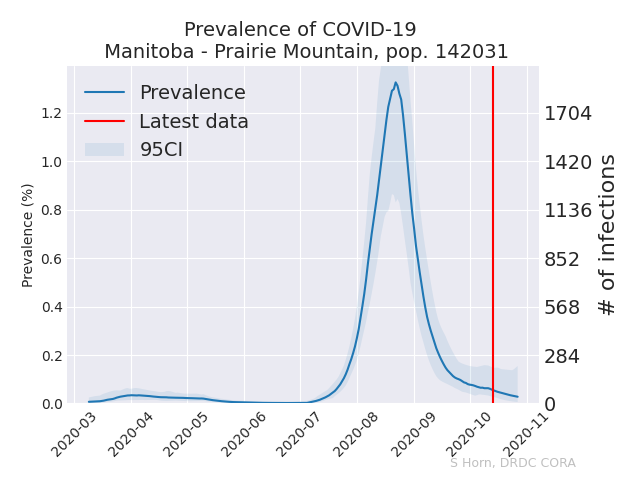 Prevalence of COVID-19
Manitoba - Prairie Mountain, pop. 142031
Prevalence
Latest data
95CI
Prevalence (%)
1.2
1.0
0.8
0.6
0.4
0.2
0.0
1704
1420
1136
852
568
284
0
# of infections
2020-03
2020-04
2020-05
2020-06
2020-07
2020-08
2020-09
2020-10
2020-11
S Horn, DRDC CORA